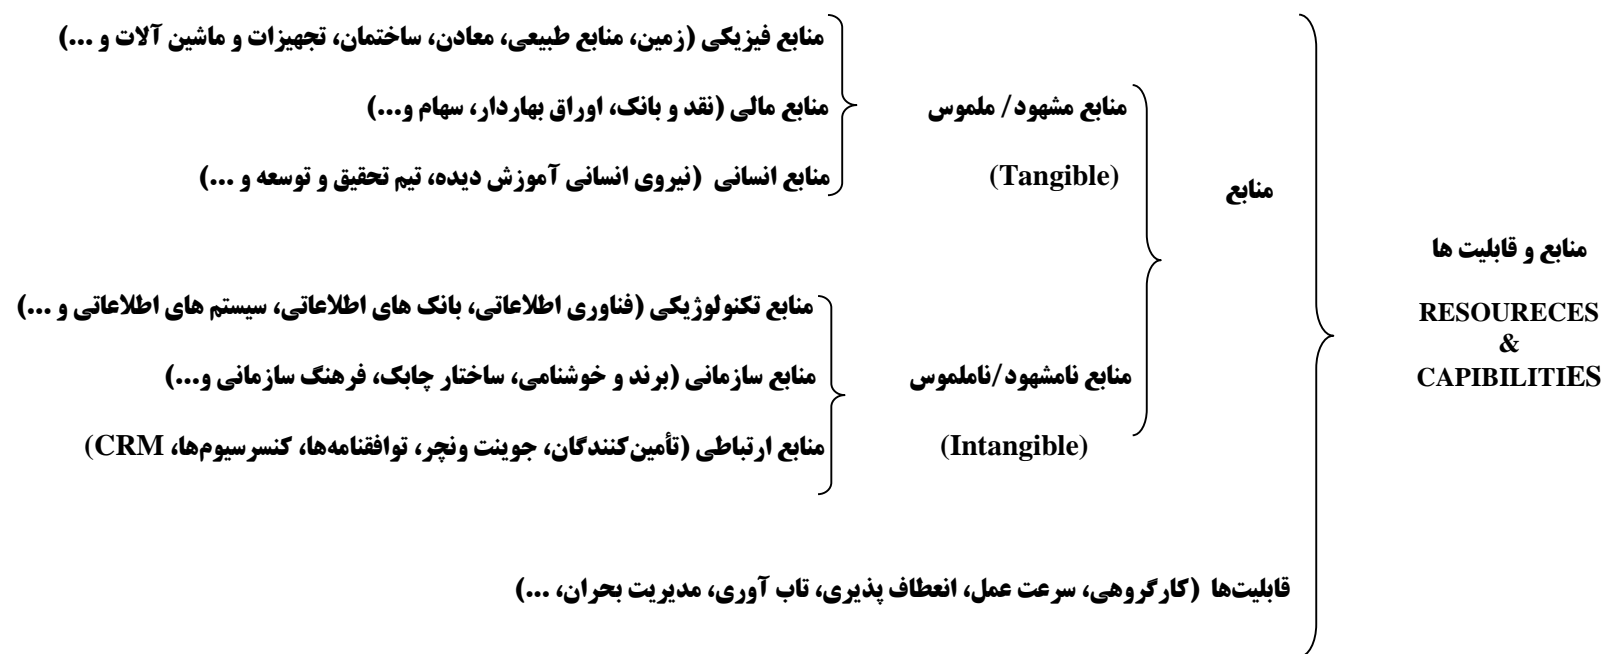 منابع و قابلیت ها
RESOURECES
&
CAPIBILITIES
منابع
منابع مشهود/ ملموس
(Tangible)
منابع فیزیکی (زمین، منابع طبیعی، معادن، ساختمان، تجهیزات و ماشین آلات و ...)
منابع مالی (نقد و بانک، اوراق بهاردار، سهام و...)
منابع انسانی (نیروی انسانی آموزش دیده، تیم تحقیق و توسعه و ...)
منابع نامشهود/ناملموس
(Intangible)
منابع تکنولوژیکی (فناوری اطلاعاتی، بانک های اطلاعاتی، سیستم های اطلاعاتی و ...)
منابع سازمانی (برند و خوشنامی، ساختار چابک، فرهنگ سازمانی و...)
منابع ارتباطی (تأمین‌کنندگان، جوینت ونچر، توافقنامه‌ها، کنسرسیوم‌ها، CRM)
قابلیت‌ها (کارگروهی، سرعت عمل، انعطاف پذیری، تاب آوری، مدیریت بحران، ...)